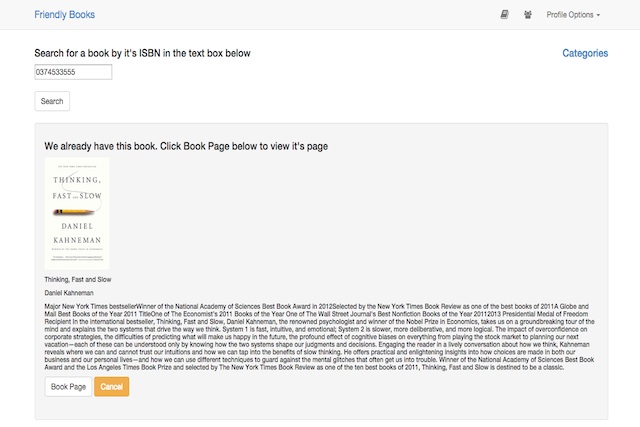 Friendly Books
Profile Options
Search for a book by it's ISBN in the text box below
Categories
0374533555
Search
We already have this book. Click Book Page below to view it's page
THINKING,
FAST AND SLOW
DANIEL
KAHNEMAN
Thinking, Fast and Slow
Daniel Kahneman
Major New York Times bestsellerWinner of the National Academy of Sciences Best Book Award in 2012Selected by the New York Times Book Review as one of the best books of 2011A Globe and
Mail Best Books of the Year 2011 TitleOne of The Economist's 2011 Books of the Year One of The Wall Street Journal's Best Nonfiction Books of the Year 20112013 Presidential Medal of Freedom
Recipient In the international bestseller, Thinking, Fast and Slow, Daniel Kahneman, the renowned psychologist and winner of the Nobel Prize in Economics, takes us on a groundbreaking tour of the
mind and explains the two systems that drive the way we think. System 1 is fast, intuitive, and emotional; System 2 is slower, more deliberative, and more logical. The impact of overconfidence on
corporate strategies, the difficulties of predicting what will make us happy in the future, the profound effect of cognitive biases on everything from playing the stock market to planning our next
vacation—each of these can be understood only by knowing how the two systems shape our judgments and decisions. Engaging the reader in a lively conversation about how we think, Kahneman
reveals where we can and cannot trust our intuitions and how we can tap into the benefits of slow thinking. He offers practical and enlightening insights into how choices are made in both our
business and our personal lives—and how we can use different techniques to guard against the mental glitches that often get us into trouble. Winner of the National Academy of Sciences Best Book
Award and the Los Angeles Times Book Prize and selected by The New York Times Book Review as one of the ten best books of 2011, Thinking, Fast and Slow is destined to be a classic.
Book Page
Cancel